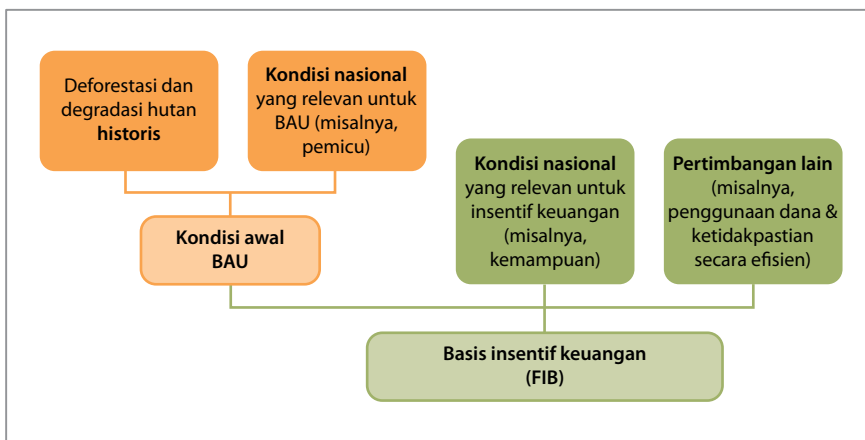 Deforestasi dan
degradasi hutan
historis
Kondisi nasional
yang relevan untuk
BAU (misalnya,
pemicu)
Kondisi nasional
yang relevan untuk
insentif keuangan
(misalnya,
kemampuan)
Pertimbangan lain
(misalnya,
penggunaan dana &
ketidakpastian
secara efisien)
Kondisi awal
BAU
Basis insentif keuangan
(FIB)